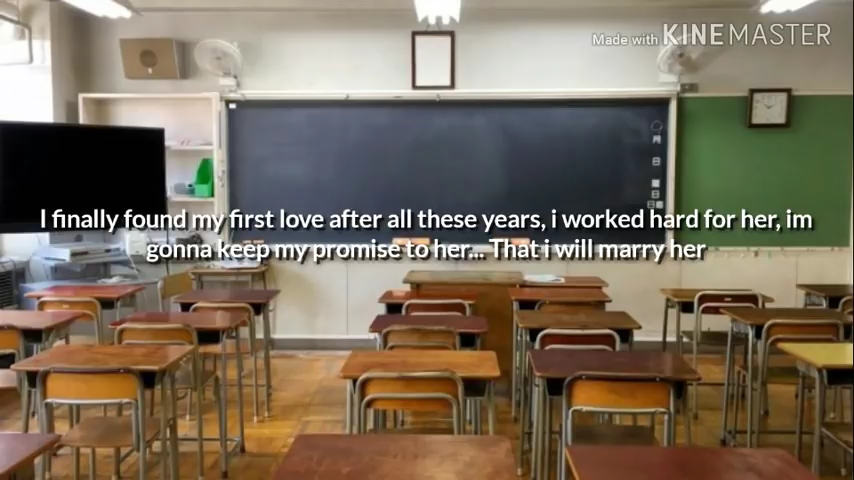 Made with KINEMASTER
I finally found my first love after all these years, i worked hard for her, im
gonna keep my promise to her... That i will marry her